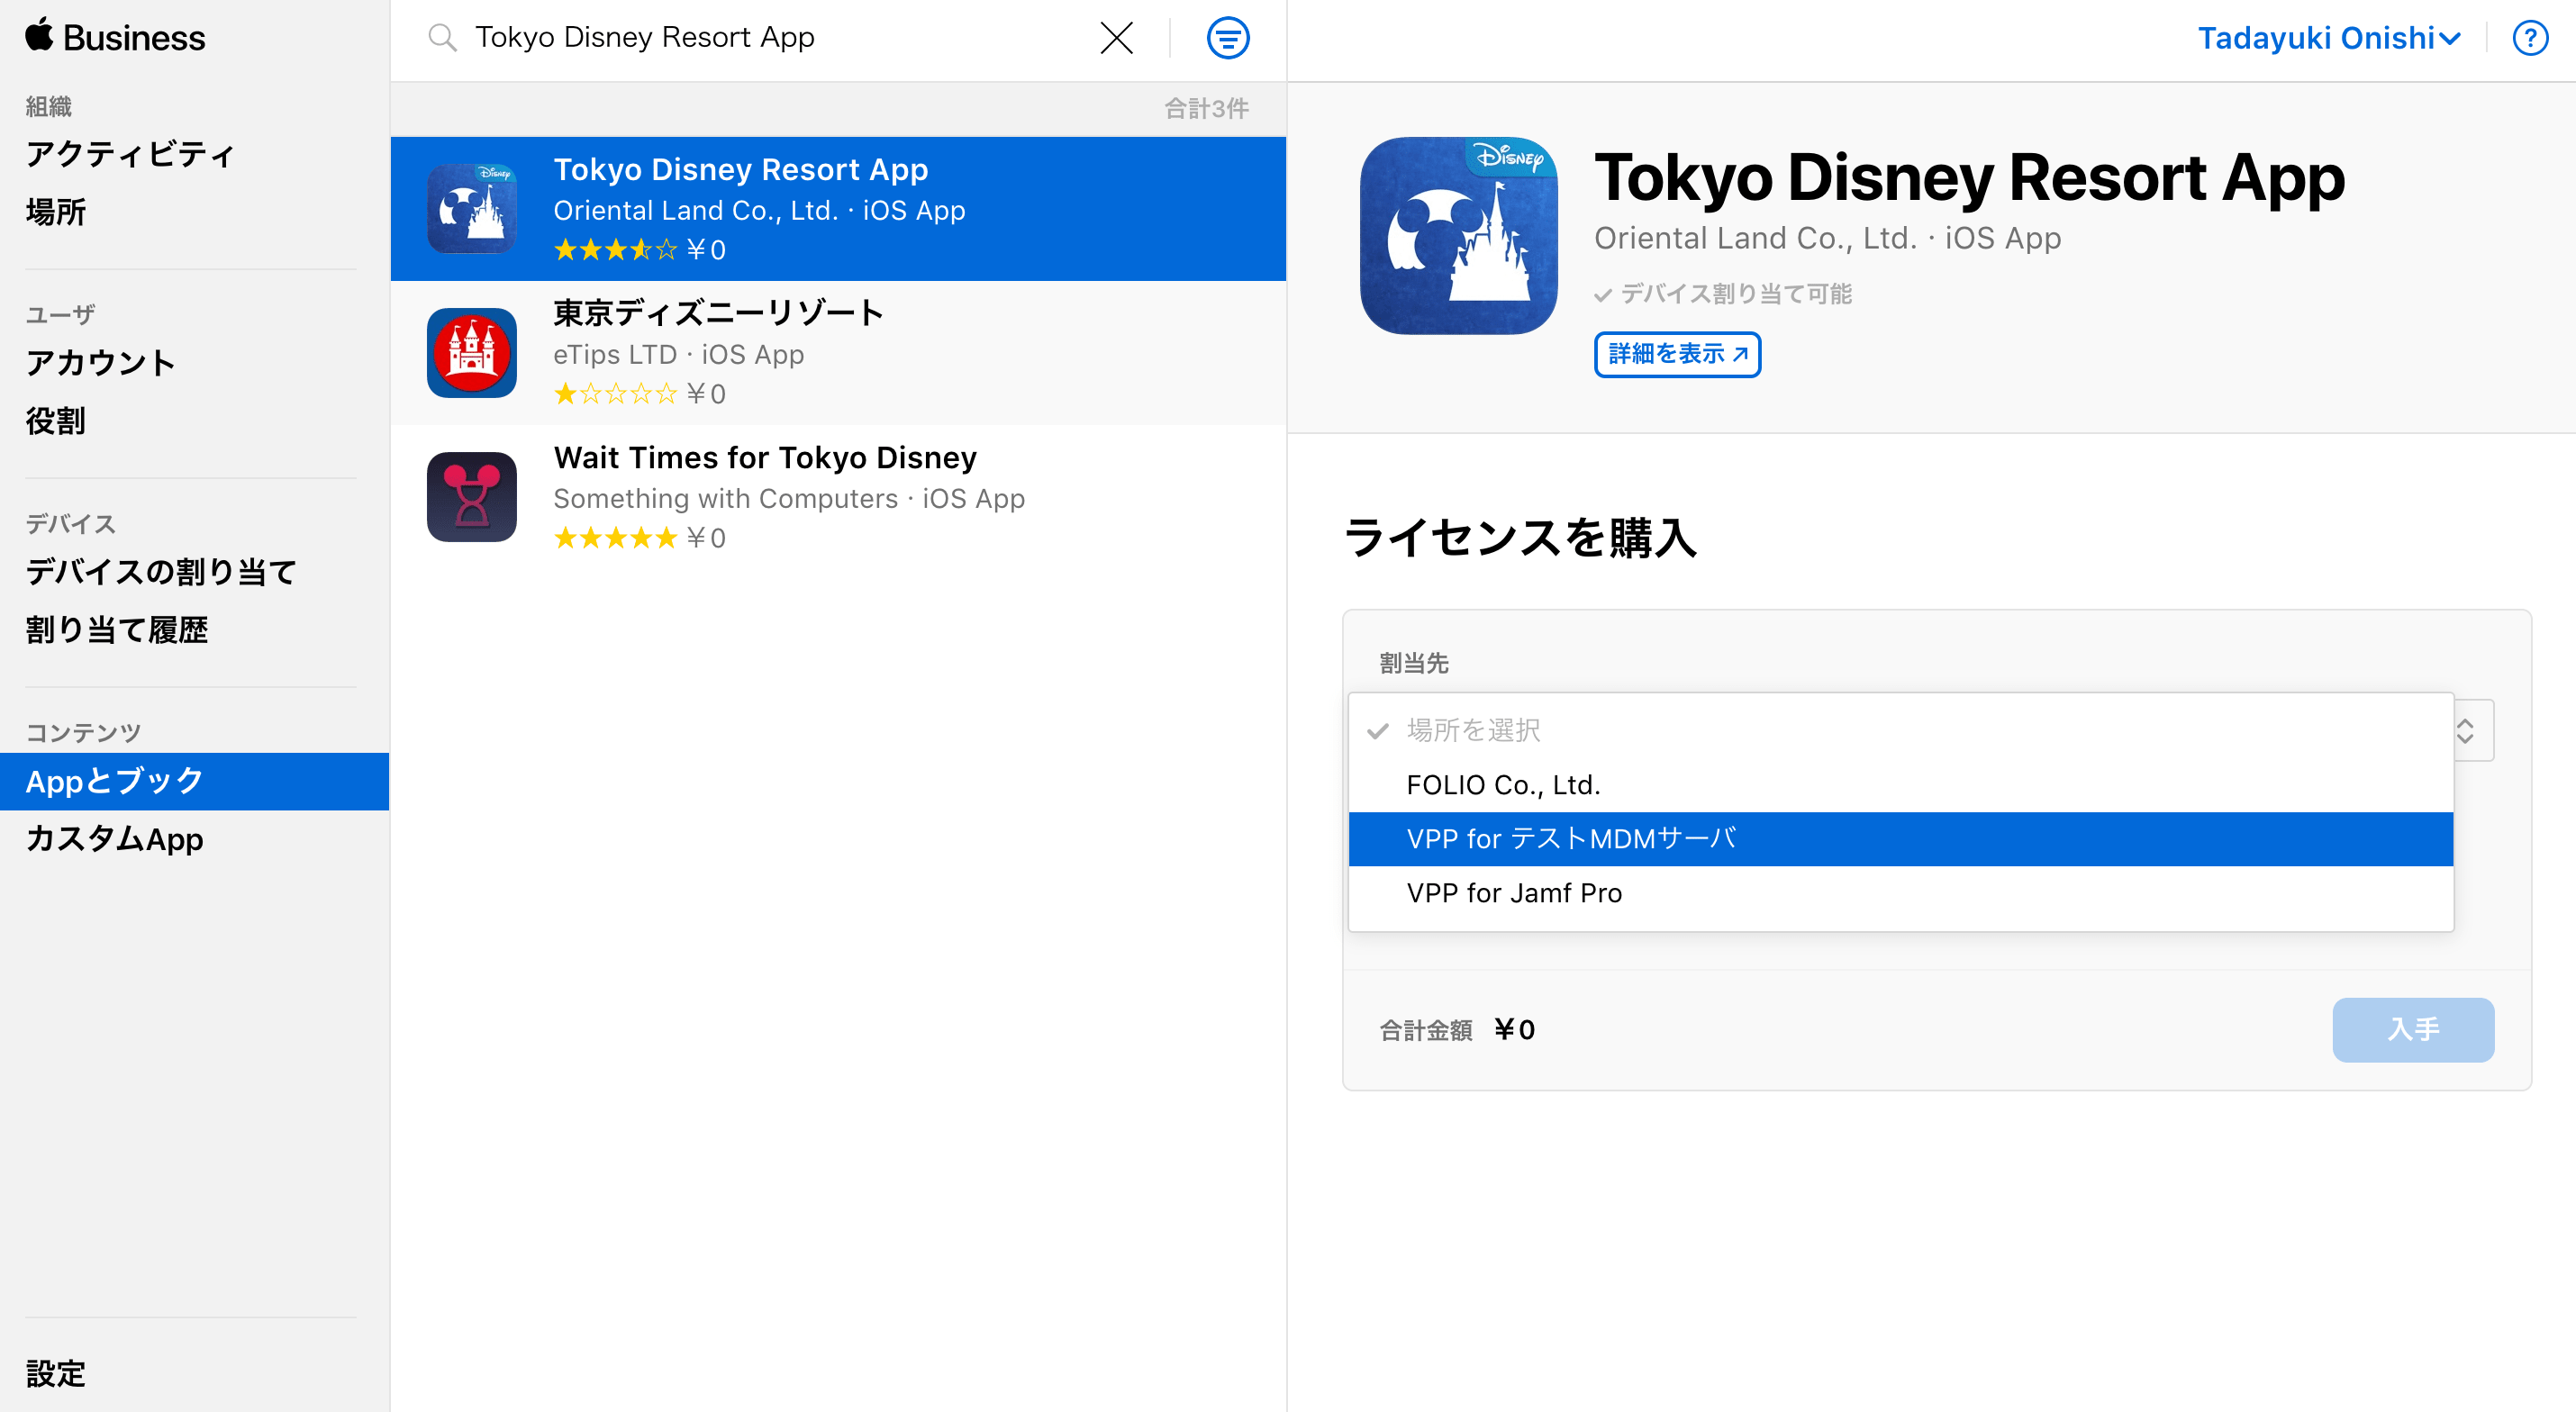 Business
組織
アクティビティ
場所
ユーザ
アカウント
役割
デバイス
デバイスの割り当て
割り当て履歴
コンテンツ
Appとブック
カスタムApp
設定
Tokyo Disney Resort App
合計3件
Disney
Tokyo Disney Resort App
Oriental Land Co., Ltd. · iOS App
★★★☆☆ ¥0
東京ディズニーリゾート
eTips LTD · iOS App
★☆☆☆☆ ¥0
Wait Times for Tokyo Disney
Something with Computers · iOS App
★★★★★ ¥0
Tadayuki Onishi
?
Disney
Tokyo Disney Resort App
Oriental Land Co., Ltd. · iOS App
✓ デバイス割り当て可能
詳細を表示 ↗
ライセンスを購入
割当先
✓ 場所を選択
FOLIO Co., Ltd.
VPP for テストMDMサーバ
VPP for Jamf Pro
合計金額 ¥0
入手